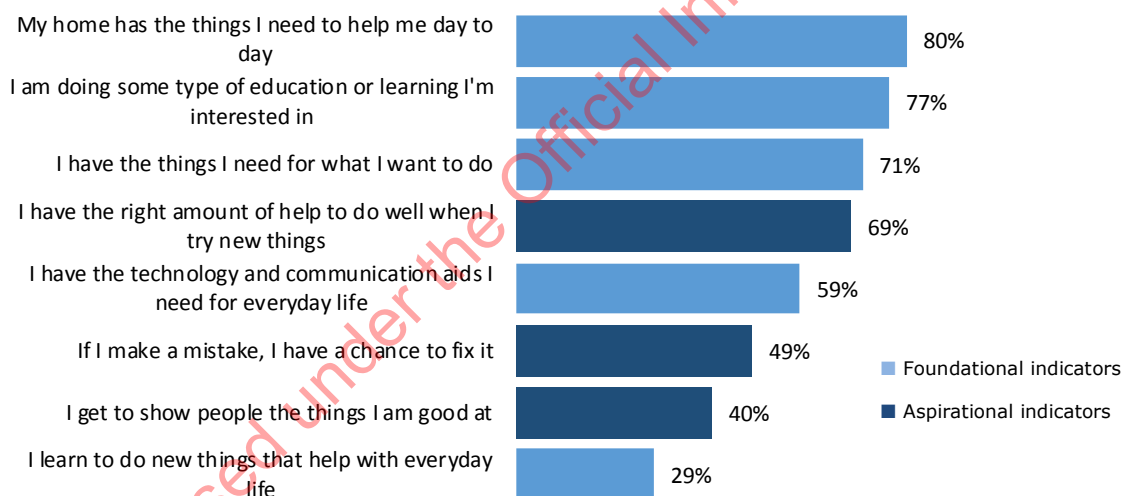 My home has the things I need to help me day to
day
80%
I am doing some type of education or learning I'm
interested in
77%
I have the things I need for what I want to do
71%
I have the right amount of help to do well when I
try new things
69%
I have the technology and communication aids I
need for everyday life
59%
If I make a mistake, I have a chance to fix it
49%
I get to show people the things I am good at
40%
I learn to do new things that help with everyday
life
29%
Foundational indicators
Aspirational indicators
sed under the Official In